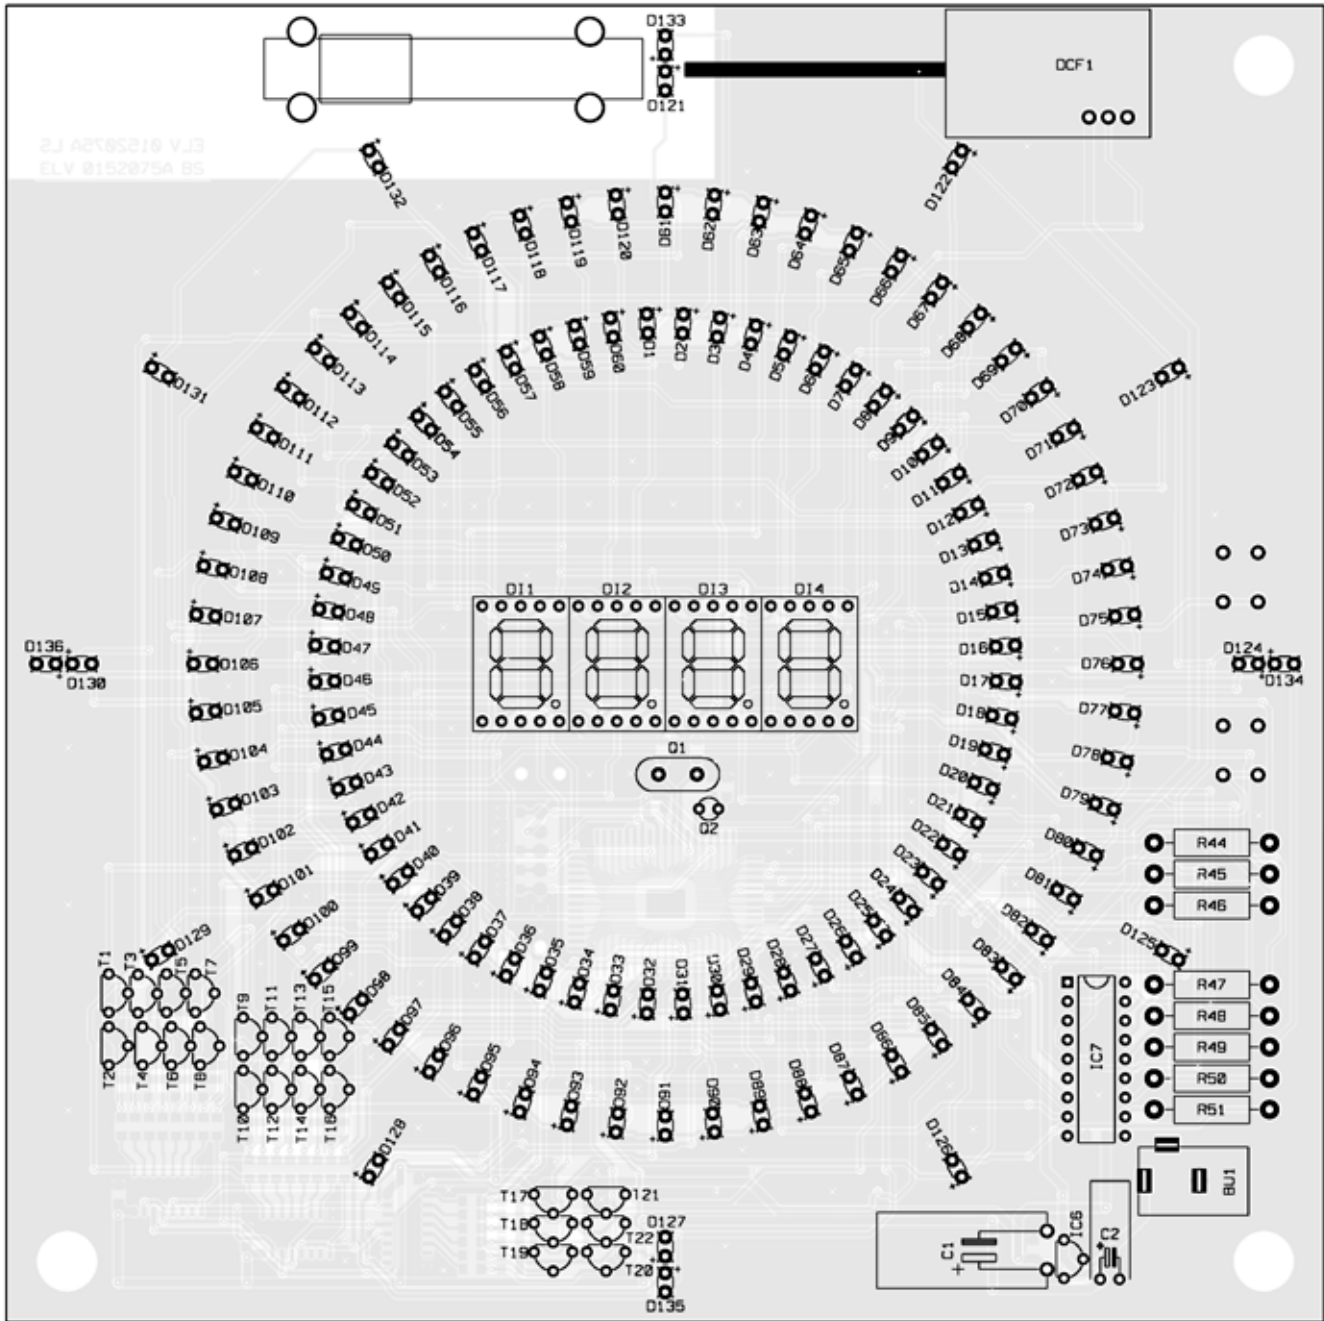 D133
DCF1
D121
ELV 0152075A LS
ELV 0152075A BS
D132
D122
D120
D61
D62
D119
D63
D118
D64
D117
D65
D116
D66
D115
D67
D114
D68
D113
D69
D112
D70
D111
D71
D110
D72
D109
D73
D108
D74
D107
D75
D106
D76
D105
D77
D104
D78
D103
D79
D102
D80
D101
D81
D100
D82
D99
D83
D98
D84
D97
D85
D96
D86
D95
D87
D94
D88
D93
D89
D92
D91
D90
D131
D123
D60
D1
D2
D59
D3
D58
D4
D57
D5
D56
D6
D55
D7
D54
D8
D53
D9
D52
D10
D51
D11
D50
D12
D49
D13
D48
D14
D47
D15
D46
D16
D45
D17
D44
D18
D43
D19
D42
D20
D41
D21
D40
D22
D39
D23
D38
D24
D37
D25
D36
D26
D35
D27
D34
D28
D33
D29
D32
D31
D30
DI1 DI2 DI3 DI4
D136
D130
D124
D134
Q1
Q2
R44
R45
R46
D129
D125
T1 T3 T5 T7
T2 T4 T6 T8
T9 T11 T13 T15
T10 T12 T14 T16
IC7
R47
R48
R49
R50
R51
D128
D126
BU1
T17 T21
T18 T22
T19 T20
D127
D135
C1
+
IC6
C2
+